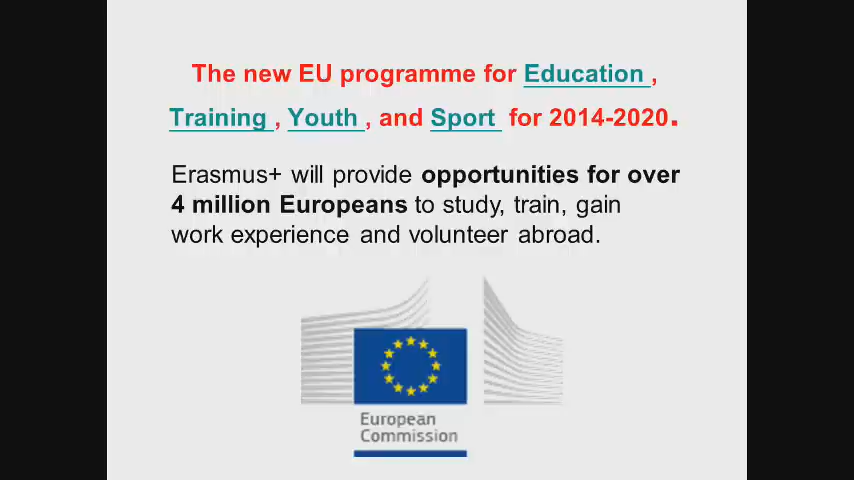 The new EU programme for Education ,
Training , Youth , and Sport for 2014-2020.
Erasmus+ will provide opportunities for over
4 million Europeans to study, train, gain
work experience and volunteer abroad.
European
Commission